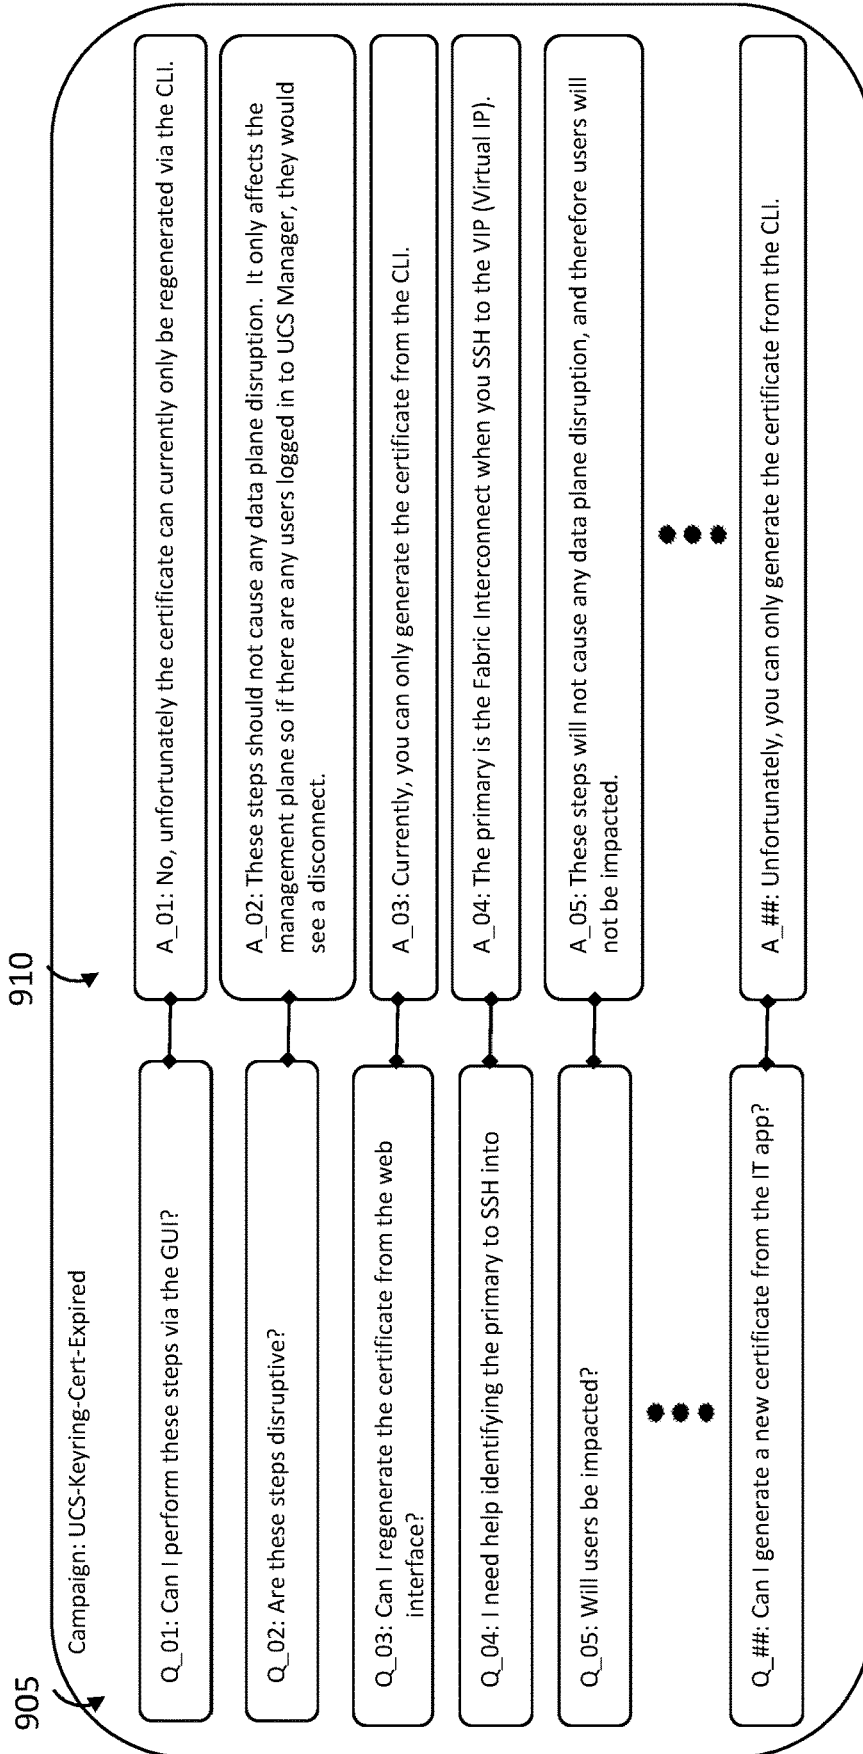 905
910
Campaign: UCS-Keyring-Cert-Expired
Q_01: Can I perform these steps via the GUI?
A_01: No, unfortunately the certificate can currently only be regenerated via the CLI.
Q_02: Are these steps disruptive?
A_02: These steps should not cause any data plane disruption. It only affects the
management plane so if there are any users logged in to UCS Manager, they would
see a disconnect.
Q_03: Can I regenerate the certificate from the web
interface?
A_03: Currently, you can only generate the certificate from the CLI.
Q_04: I need help identifying the primary to SSH into
A_04: The primary is the Fabric Interconnect when you SSH to the VIP (Virtual IP).
Q_05: Will users be impacted?
A_05: These steps will not cause any data plane disruption, and therefore users will
not be impacted.
Q_##: Can I generate a new certificate from the IT app?
A_##: Unfortunately, you can only generate the certificate from the CLI.